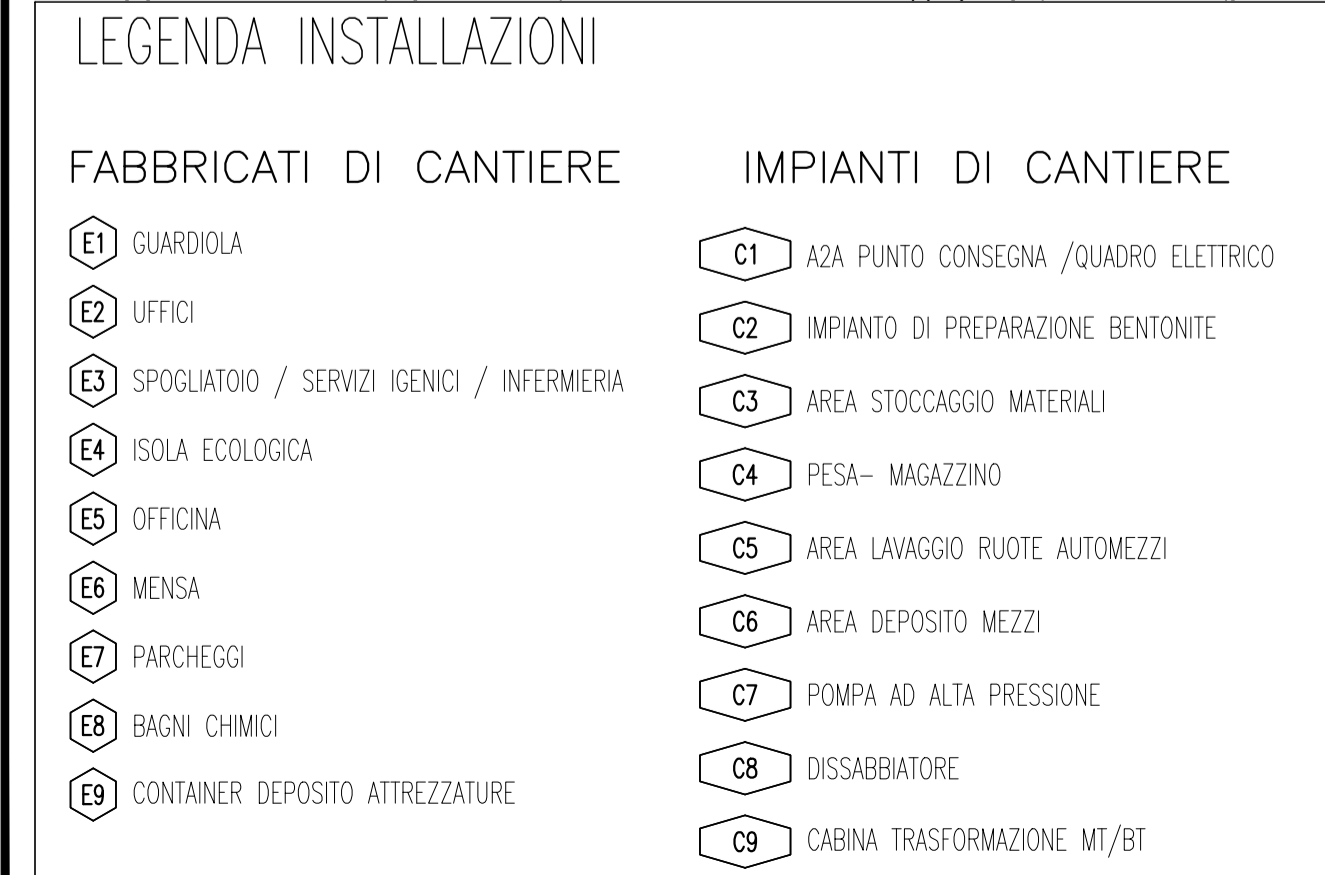 LEGENDA INSTALLAZIONI
FABBRICATI DI CANTIERE
E1 GUARDIOLA
E2 UFFICI
E3 SPOGLIATOIO / SERVIZI IGENICI / INFERMIERIA
E4 ISOLA ECOLOGICA
E5 OFFICINA
E6 MENSA
E7 PARCHEGGI
E8 BAGNI CHIMICI
E9 CONTAINER DEPOSITO ATTREZZATURE
IMPIANTI DI CANTIERE
C1 A2A PUNTO CONSEGNA /QUADRO ELETTRICO
C2 IMPIANTO DI PREPARAZIONE BENTONITE
C3 AREA STOCCAGGIO MATERIALI
C4 PESA- MAGAZZINO
C5 AREA LAVAGGIO RUOTE AUTOMEZZI
C6 AREA DEPOSITO MEZZI
C7 POMPA AD ALTA PRESSIONE
C8 DISSABBIATORE
C9 CABINA TRASFORMAZIONE MT/BT